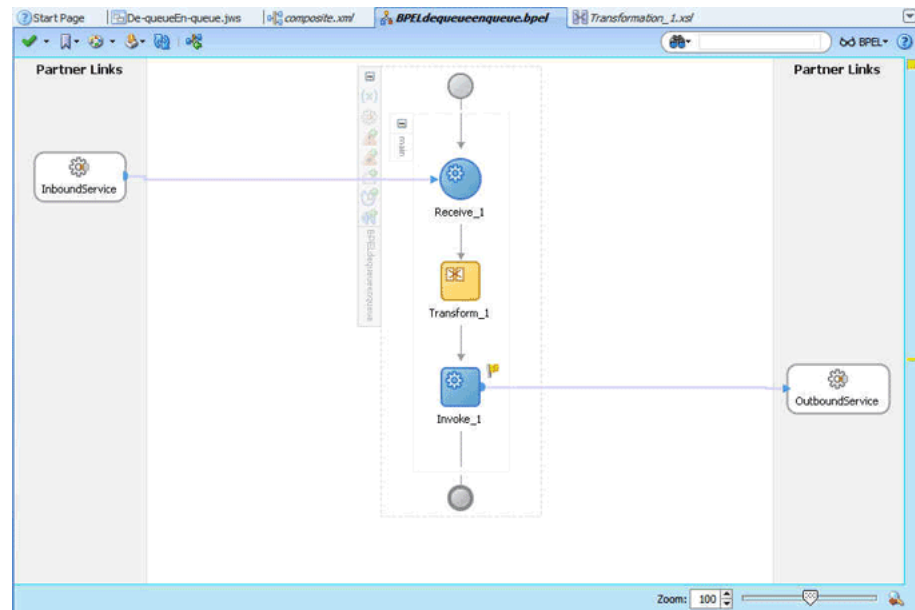 Start Page De-queueEn-queue.jws composite.xml BPELdequeueenqueue.bpel Transformation_1.xsl
BPEL
Partner Links
Partner Links
main
InboundService
Receive_1
BPELdequeueenqueue
Transform_1
Invoke_1
OutboundService
Zoom: 100